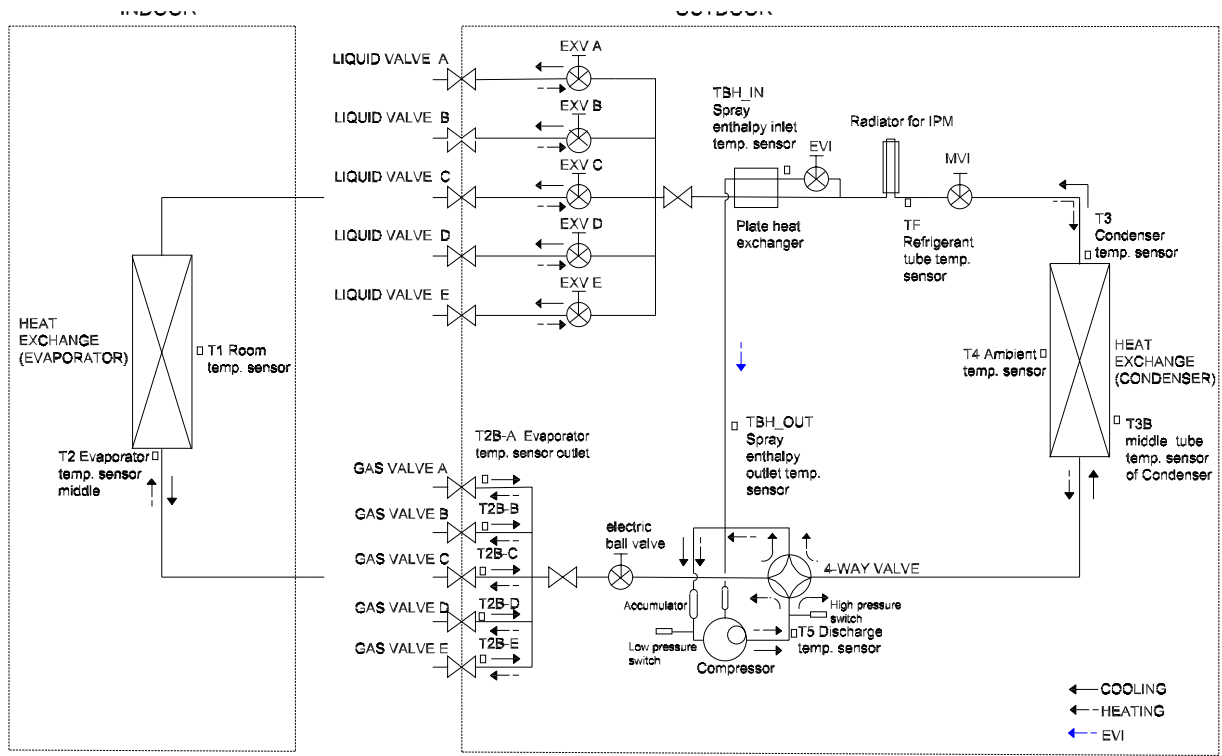 INDOOR
OUTDOOR
LIQUID VALVE A
EXV A
LIQUID VALVE B
EXV B
LIQUID VALVE C
EXV C
LIQUID VALVE D
EXV D
LIQUID VALVE E
EXV E
TBH_IN
Spray
enthalpy inlet
temp. sensor
EVI
Radiator for IPM
MVI
Plate heat
exchanger
TF
Refrigerant
tube temp.
sensor
T3
Condenser
temp. sensor
HEAT
EXCHANGE
(EVAPORATOR)
T1 Room
temp. sensor
T2 Evaporator
temp. sensor
middle
T4 Ambient
temp. sensor
HEAT
EXCHANGE
(CONDENSER)
T3B
middle tube
temp. sensor
of Condenser
TBH_OUT
Spray
enthalpy
outlet temp.
sensor
T2B-A Evaporator
temp. sensor outlet
GAS VALVE A
GAS VALVE B
T2B-B
GAS VALVE C
T2B-C
GAS VALVE D
T2B-D
GAS VALVE E
T2B-E
electric
ball valve
4-WAY VALVE
Accumulator
High pressure
switch
Low pressure
switch
T5 Discharge
temp. sensor
Compressor
COOLING
HEATING
EVI